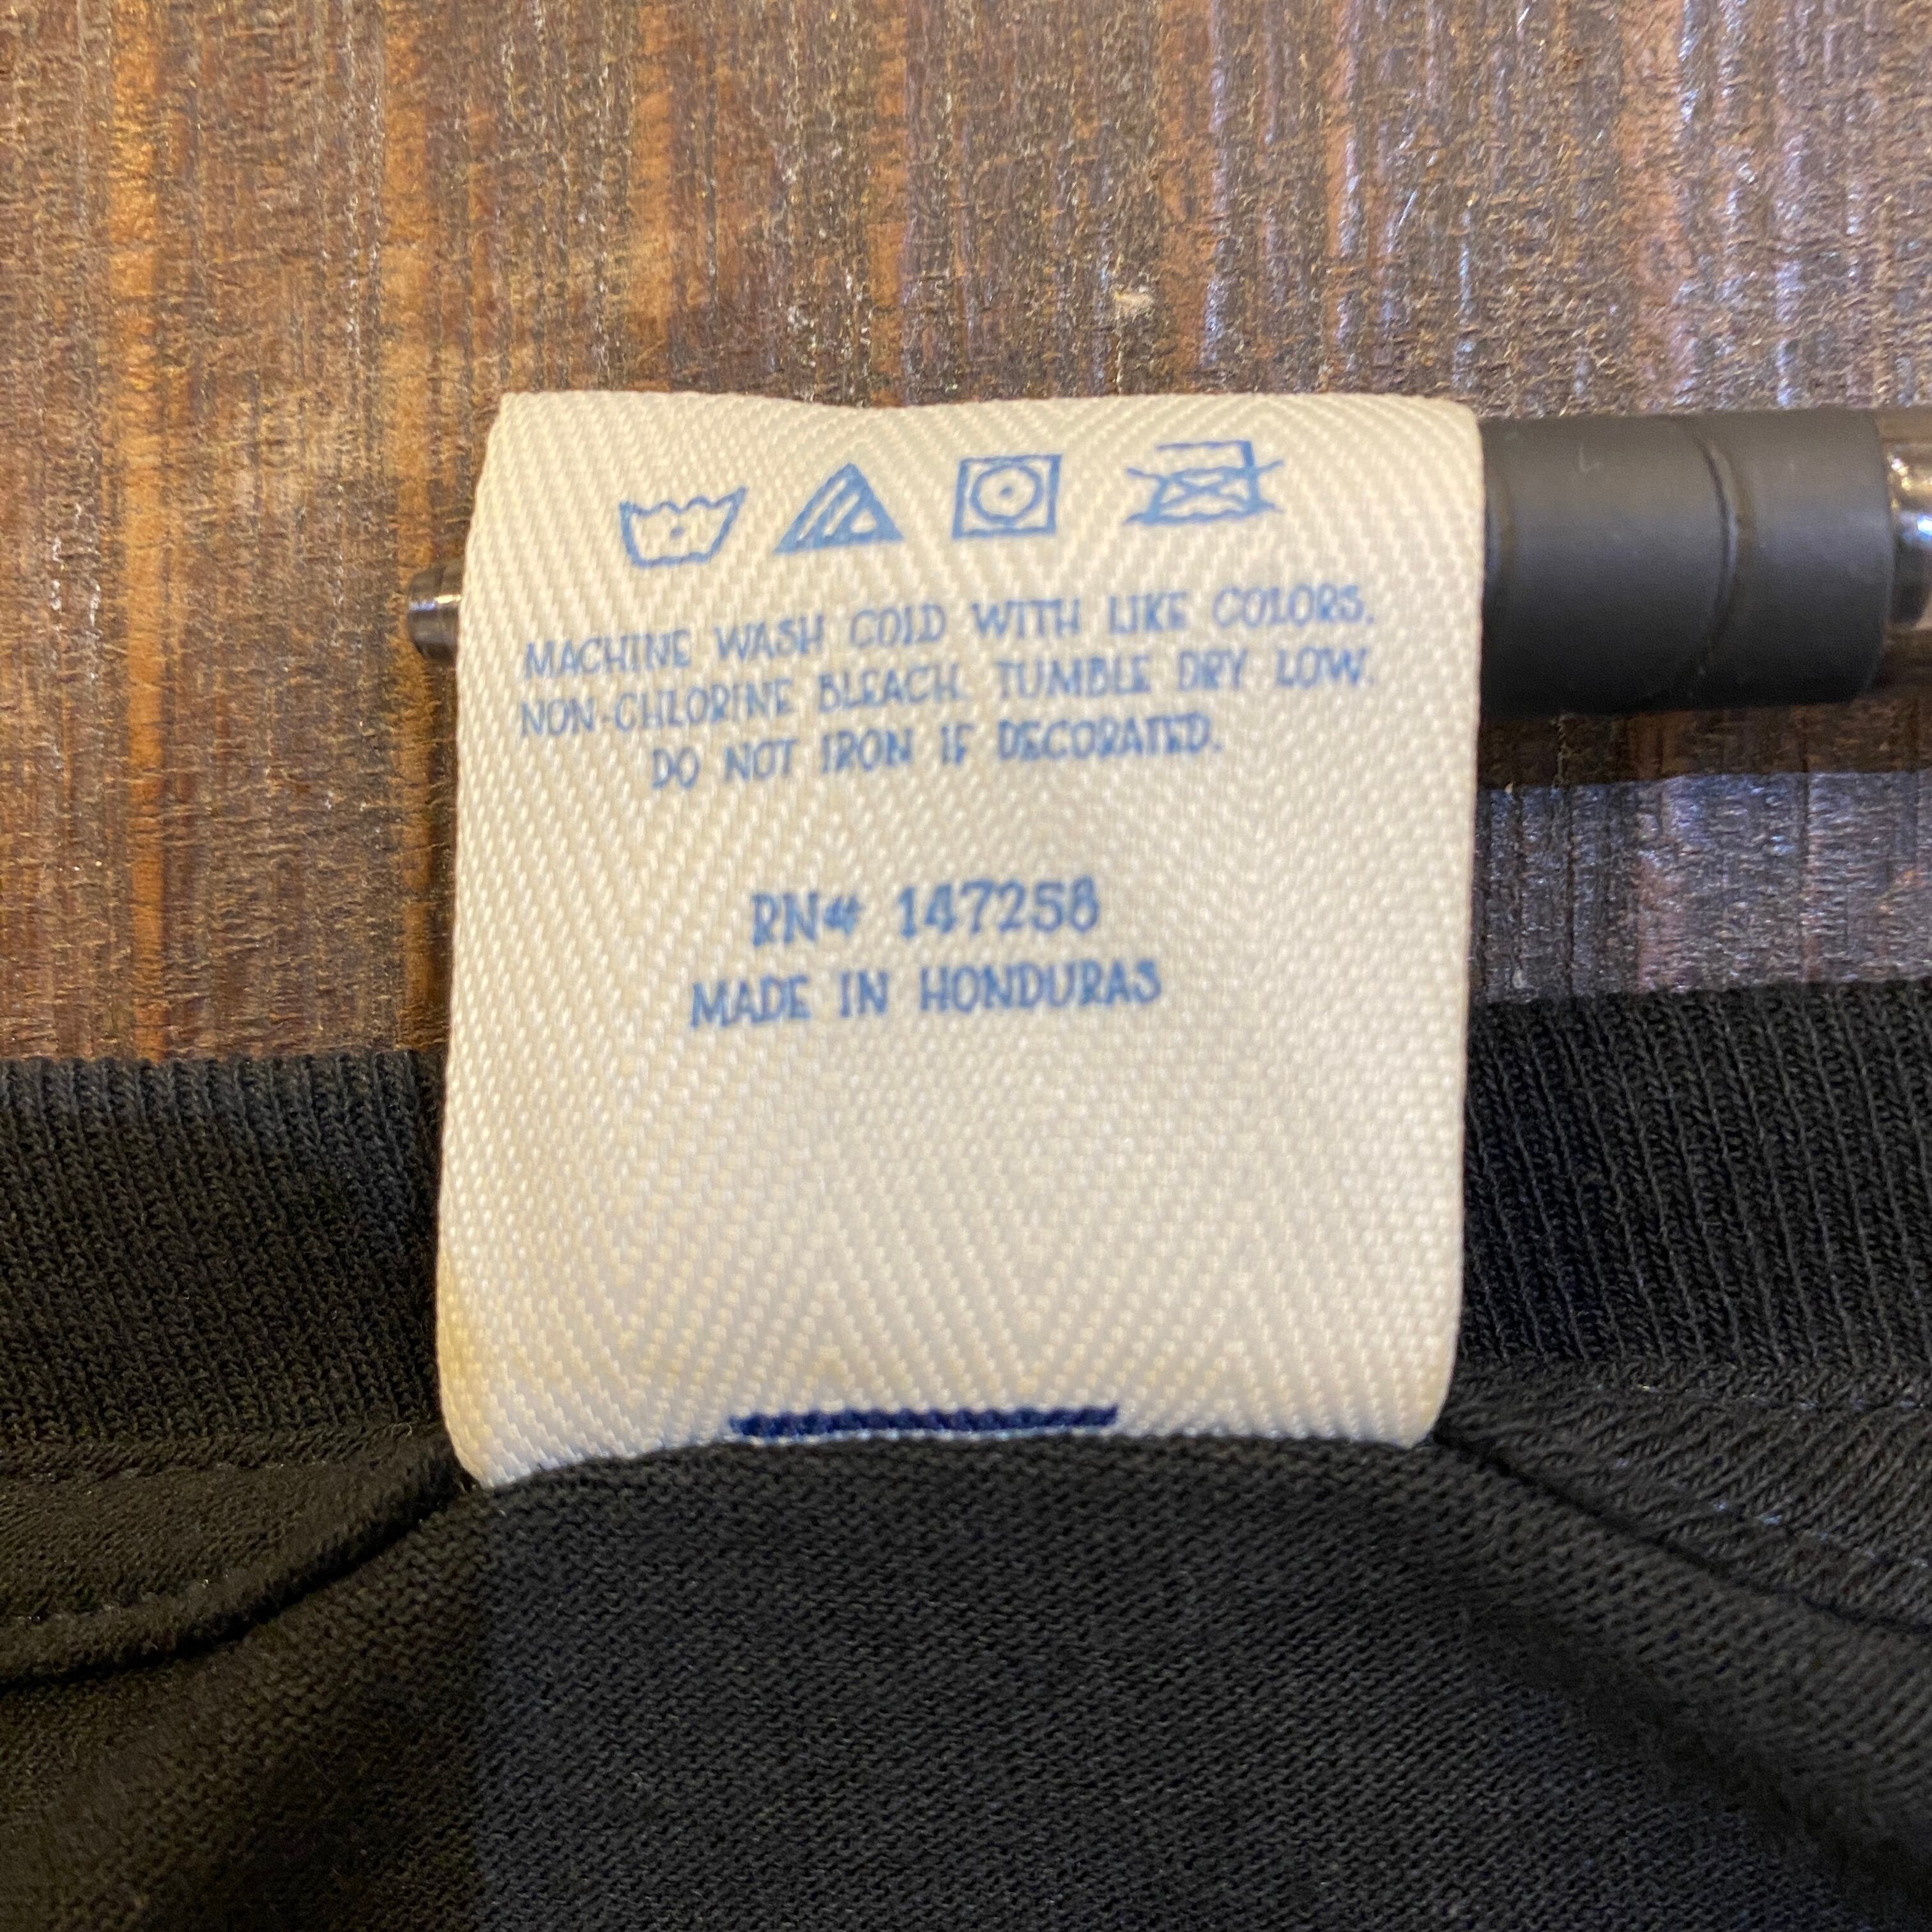 MACHINE WASH COLD WITH LIKE COLORS.
NON-CHLORINE BLEACH. TUMBLE DRY LOW.
DO NOT IRON IF DECORATED.
RN# 147258
MADE IN HONDURAS